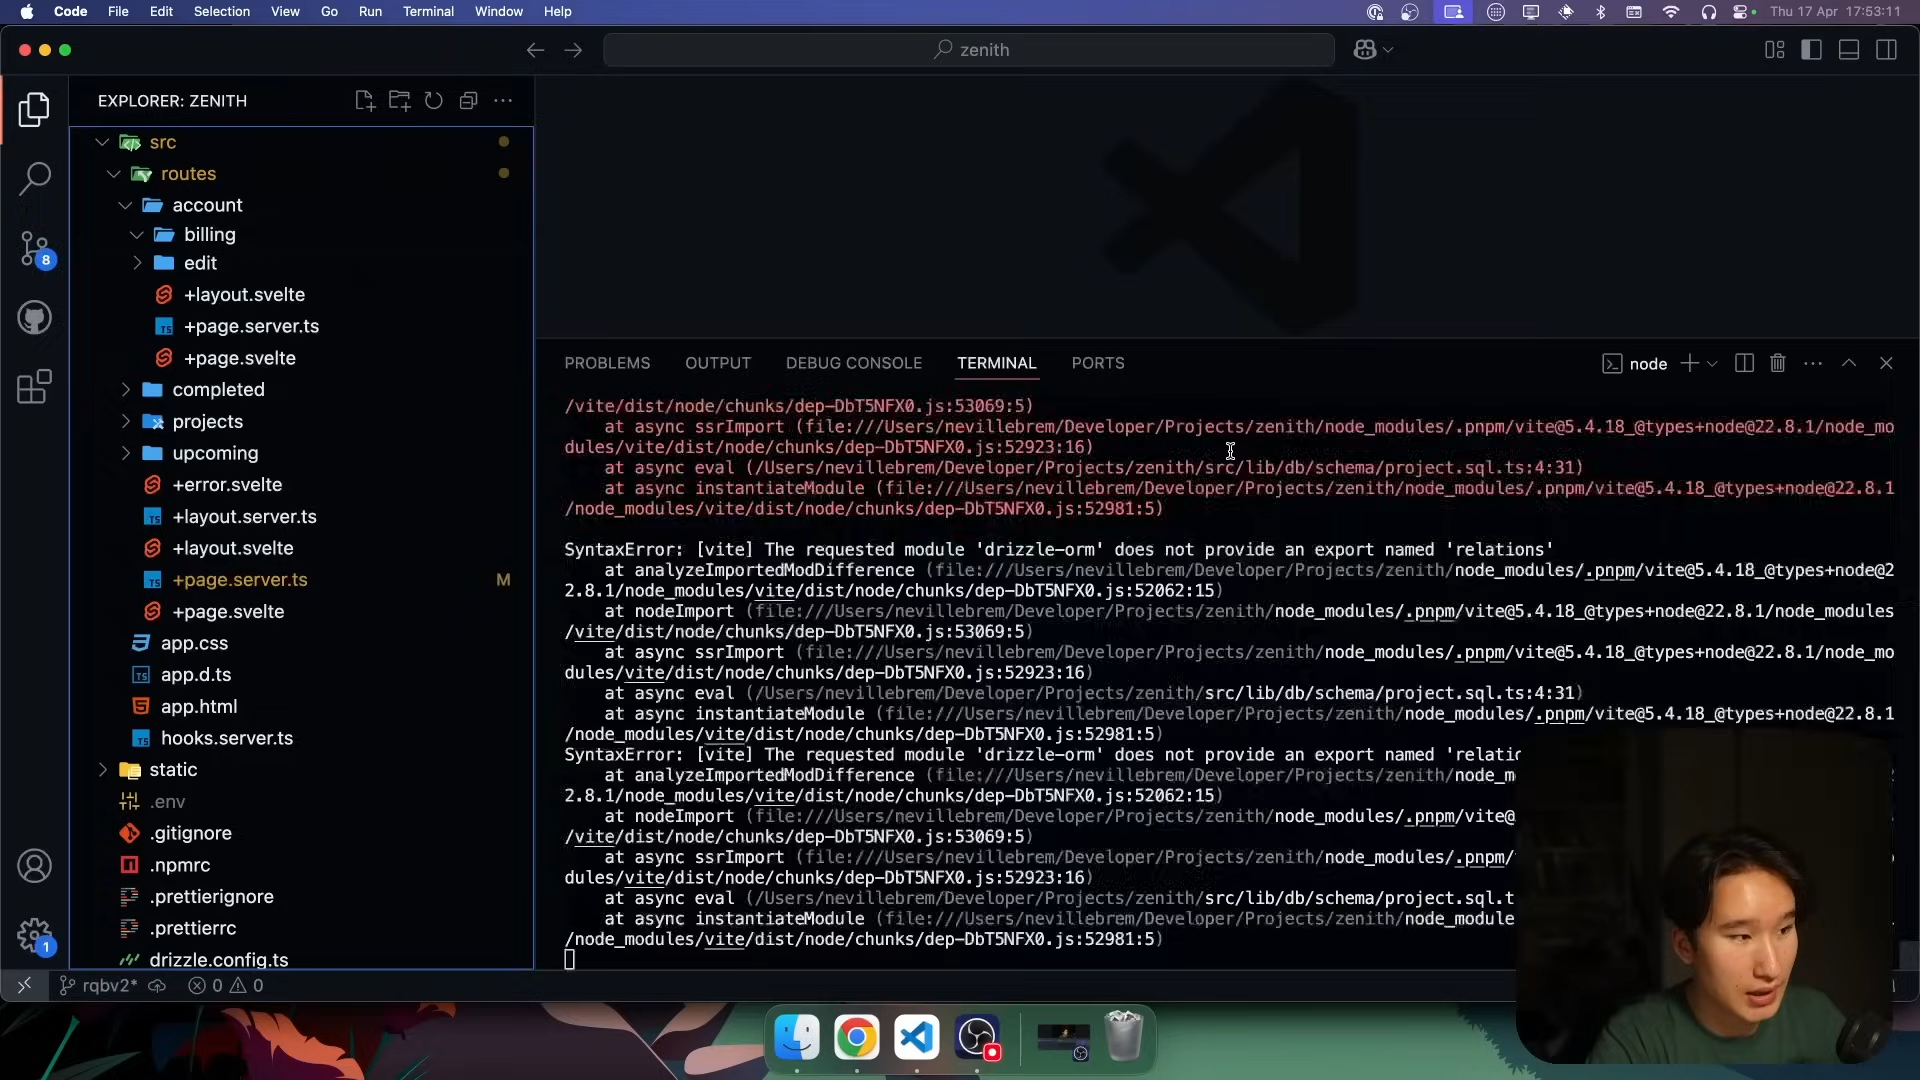 Code File Edit Selection View Go Run Terminal Window Help
Thu 17 Apr 17:53:11
zenith
EXPLORER: ZENITH
src
routes
account
billing
edit
+layout.svelte
+page.server.ts
+page.svelte
completed
projects
upcoming
+error.svelte
+layout.server.ts
+layout.svelte
+page.server.ts M
+page.svelte
app.css
app.d.ts
app.html
hooks.server.ts
static
.env
.gitignore
.npmrc
.prettierignore
.prettierrc
drizzle.config.ts
8
1
PROBLEMS OUTPUT DEBUG CONSOLE TERMINAL PORTS
node
/vite/dist/node/chunks/dep-DbT5NFX0.js:53069:5)
at async ssrImport (file:///Users/nevillebrem/Developer/Projects/zenith/node_modules/.pnpm/vite@5.4.18_@types+node@22.8.1/node_mo
dules/vite/dist/node/chunks/dep-DbT5NFX0.js:52923:16)
at async eval (/Users/nevillebrem/Developer/Projects/zenith/src/lib/db/schema/project.sql.ts:4:31)
at async instantiateModule (file:///Users/nevillebrem/Developer/Projects/zenith/node_modules/.pnpm/vite@5.4.18_@types+node@22.8.1
/node_modules/vite/dist/node/chunks/dep-DbT5NFX0.js:52981:5)
SyntaxError: [vite] The requested module 'drizzle-orm' does not provide an export named 'relations'
at analyzeImportedModDifference (file:///Users/nevillebrem/Developer/Projects/zenith/node_modules/.pnpm/vite@5.4.18_@types+node@2
2.8.1/node_modules/vite/dist/node/chunks/dep-DbT5NFX0.js:52062:15)
at nodeImport (file:///Users/nevillebrem/Developer/Projects/zenith/node_modules/.pnpm/vite@5.4.18_@types+node@22.8.1/node_modules
/vite/dist/node/chunks/dep-DbT5NFX0.js:53069:5)
at async ssrImport (file:///Users/nevillebrem/Developer/Projects/zenith/node_modules/.pnpm/vite@5.4.18_@types+node@22.8.1/node_mo
dules/vite/dist/node/chunks/dep-DbT5NFX0.js:52923:16)
at async eval (/Users/nevillebrem/Developer/Projects/zenith/src/lib/db/schema/project.sql.ts:4:31)
at async instantiateModule (file:///Users/nevillebrem/Developer/Projects/zenith/node_modules/.pnpm/vite@5.4.18_@types+node@22.8.1
/node_modules/vite/dist/node/chunks/dep-DbT5NFX0.js:52981:5)
SyntaxError: [vite] The requested module 'drizzle-orm' does not provide an export named 'relatio
at analyzeImportedModDifference (file:///Users/nevillebrem/Developer/Projects/zenith/node_m
2.8.1/node_modules/vite/dist/node/chunks/dep-DbT5NFX0.js:52062:15)
at nodeImport (file:///Users/nevillebrem/Developer/Projects/zenith/node_modules/.pnpm/vite@
/vite/dist/node/chunks/dep-DbT5NFX0.js:53069:5)
at async ssrImport (file:///Users/nevillebrem/Developer/Projects/zenith/node_modules/.pnpm/
dules/vite/dist/node/chunks/dep-DbT5NFX0.js:52923:16)
at async eval (/Users/nevillebrem/Developer/Projects/zenith/src/lib/db/schema/project.sql.t
at async instantiateModule (file:///Users/nevillebrem/Developer/Projects/zenith/node_module
/node_modules/vite/dist/node/chunks/dep-DbT5NFX0.js:52981:5)
rqbv2* 0 0